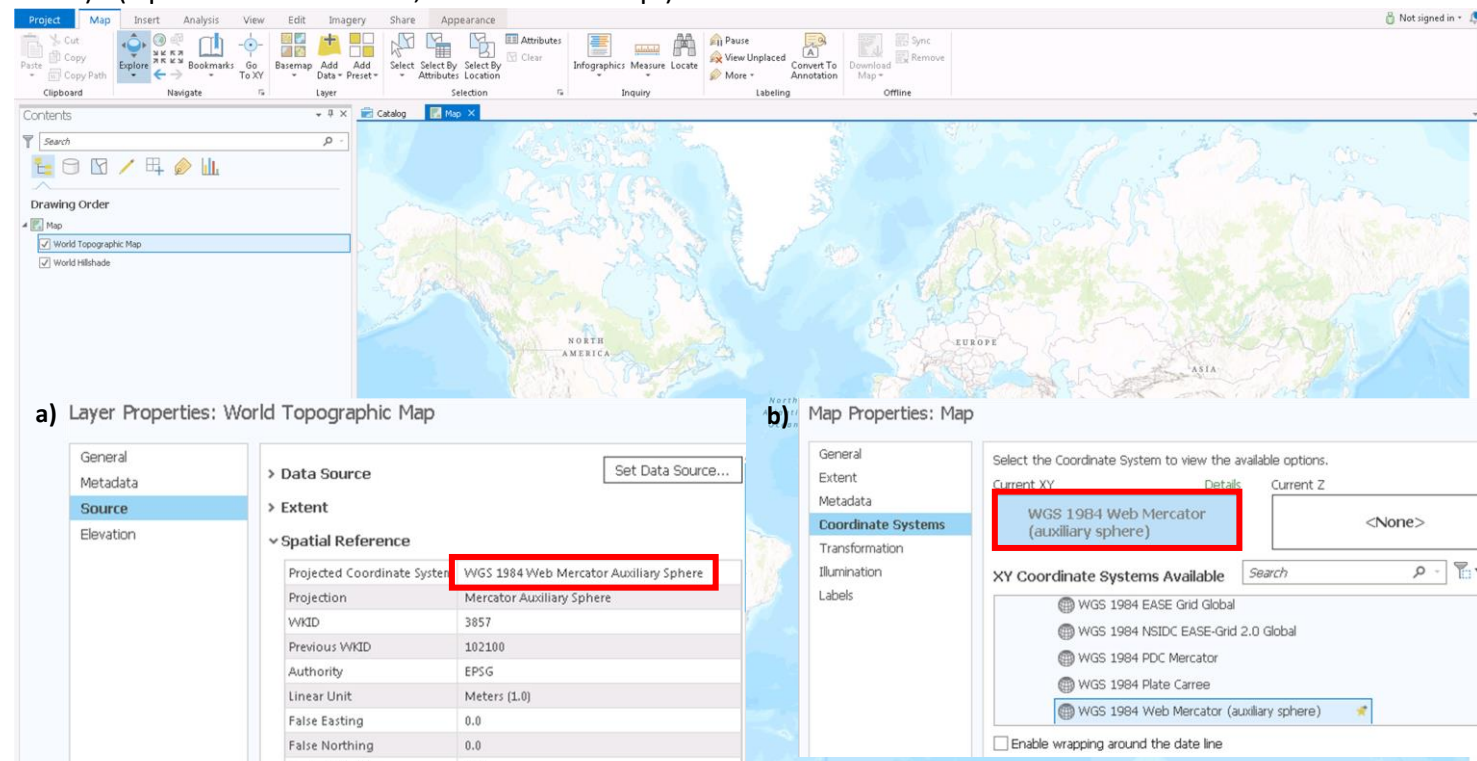 Project Map Insert Analysis View Edit Imagery Share Appearance
Not signed in
Paste
Cut
Copy
Copy Path
Clipboard
Explore
Bookmarks
Go To XY
Navigate
Basemap
Add Data
Add Preset
Layer
Select
Select By Attributes
Select By Location
Attributes
Clear
Selection
Infographics
Measure
Locate
Inquiry
Pause
View Unplaced
More
Convert To Annotation
Labeling
Download Map
Sync
Remove
Offline
Contents
Catalog
Map
Search
Drawing Order
Map
World Topographic Map
World Hillshade
NORTH
AMERICA
EUROPE
ASIA
North
a) Layer Properties: World Topographic Map
General
Metadata
Source
Elevation
Data Source
Set Data Source...
Extent
Spatial Reference
Projected Coordinate System WGS 1984 Web Mercator Auxiliary Sphere
Projection Mercator Auxiliary Sphere
WKID 3857
Previous WKID 102100
Authority EPSG
Linear Unit Meters (1.0)
False Easting 0.0
False Northing 0.0
b) Map Properties: Map
General
Extent
Metadata
Coordinate Systems
Transformation
Illumination
Labels
Select the Coordinate System to view the available options.
Current XY Details Current Z
WGS 1984 Web Mercator
(auxiliary sphere)
<None>
XY Coordinate Systems Available Search
WGS 1984 EASE Grid Global
WGS 1984 NSIDC EASE-Grid 2.0 Global
WGS 1984 PDC Mercator
WGS 1984 Plate Carree
WGS 1984 Web Mercator (auxiliary sphere)
Enable wrapping around the date line